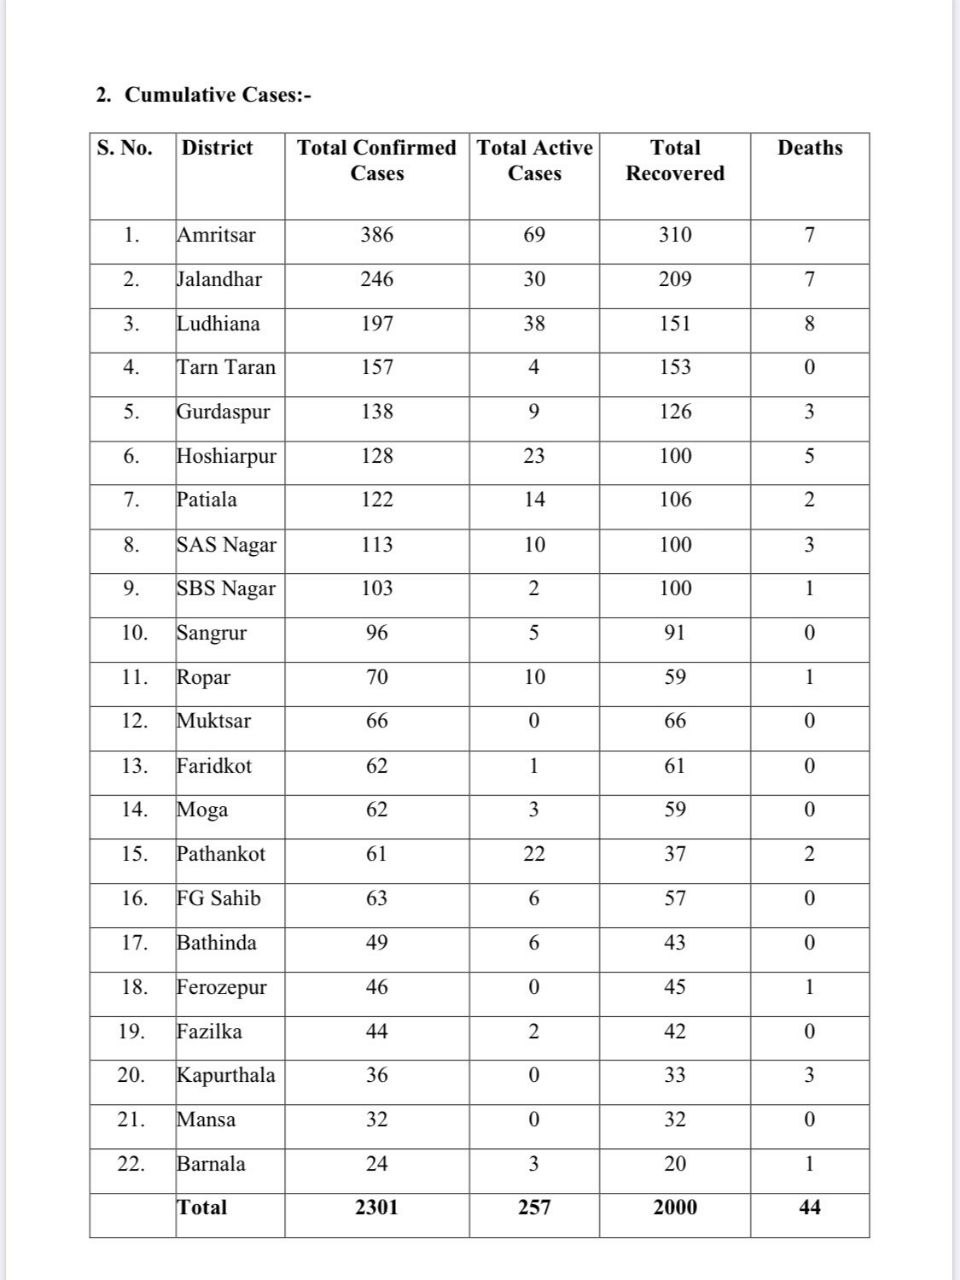 2. Cumulative Cases:-
S. No. District Total Confirmed Cases Total Active Cases Total Recovered Deaths
1. Amritsar 386 69 310 7
2. Jalandhar 246 30 209 7
3. Ludhiana 197 38 151 8
4. Tarn Taran 157 4 153 0
5. Gurdaspur 138 9 126 3
6. Hoshiarpur 128 23 100 5
7. Patiala 122 14 106 2
8. SAS Nagar 113 10 100 3
9. SBS Nagar 103 2 100 1
10. Sangrur 96 5 91 0
11. Ropar 70 10 59 1
12. Muktsar 66 0 66 0
13. Faridkot 62 1 61 0
14. Moga 62 3 59 0
15. Pathankot 61 22 37 2
16. FG Sahib 63 6 57 0
17. Bathinda 49 6 43 0
18. Ferozepur 46 0 45 1
19. Fazilka 44 2 42 0
20. Kapurthala 36 0 33 3
21. Mansa 32 0 32 0
22. Barnala 24 3 20 1
Total 2301 257 2000 44